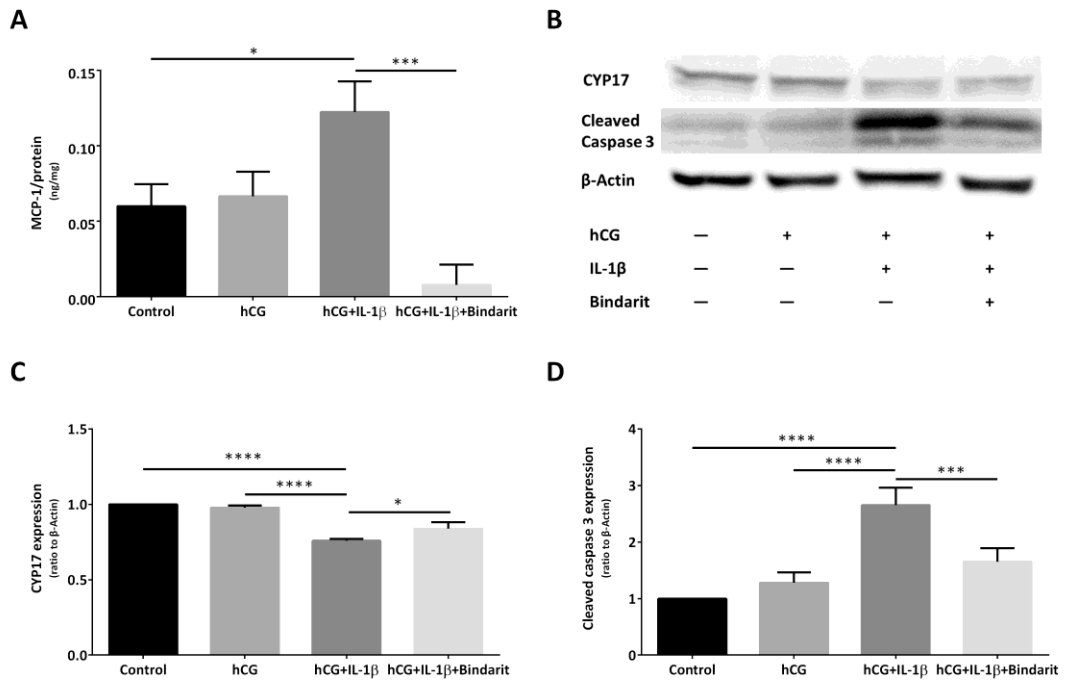 A
*
***
0.15
0.10
0.05
0.00
MCP-1/protein
(ng/mg)
Control hCG hCG+IL-1β hCG+IL-1β+Bindarit
B
CYP17
Cleaved
Caspase 3
β-Actin
hCG — + + +
IL-1β — — + +
Bindarit — — — +
C
1.5
1.0
0.5
0.0
CYP17 expression
(ratio to β-Actin)
****
****
*
Control hCG hCG+IL-1β hCG+IL-1β+Bindarit
D
4
3
2
1
0
Cleaved caspase 3 expression
(ratio to β-Actin)
****
****
***
Control hCG hCG+IL-1β hCG+IL-1β+Bindarit